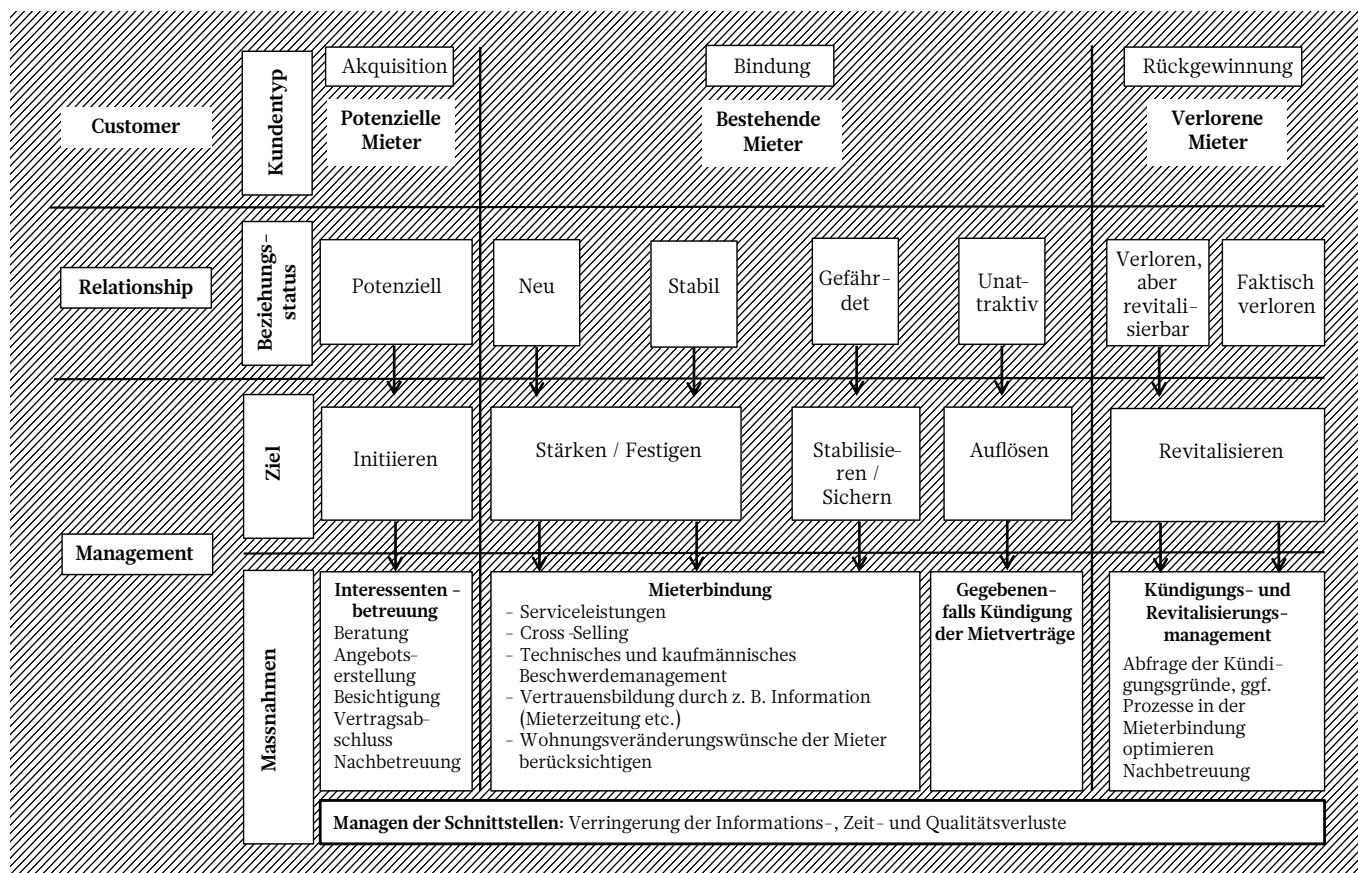 Customer
Kundentyp
Akquisition
Potenzielle
Mieter
Bindung
Bestehende
Mieter
Rückgewinnung
Verlorene
Mieter
Relationship
Beziehungs-
status
Potenziell
Neu
Stabil
Gefähr-
det
Unat-
traktiv
Verloren,
aber
revitali-
sierbar
Faktisch
verloren
Management
Ziel
Initiieren
Stärken / Festigen
Stabilisie-
ren /
Sichern
Auflösen
Revitalisieren
Massnahmen
Interessenten -
betreuung
Beratung
Angebots-
erstellung
Besichtigung
Vertragsab-
schluss
Nachbetreuung
Mieterbindung
- Serviceleistungen
- Cross -Selling
- Technisches und kaufmännisches
Beschwerdemanagement
- Vertrauensbildung durch z. B. Information
(Mieterzeitung etc.)
- Wohnungsveränderungswünsche der Mieter
berücksichtigen
Gegebenen-
falls Kündigung
der Mietverträge
Kündigungs- und
Revitalisierungs-
management
Abfrage der Kündi-
gungsgründe, ggf.
Prozesse in der
Mieterbindung
optimieren
Nachbetreuung
Managen der Schnittstellen: Verringerung der Informations-, Zeit- und Qualitätsverluste